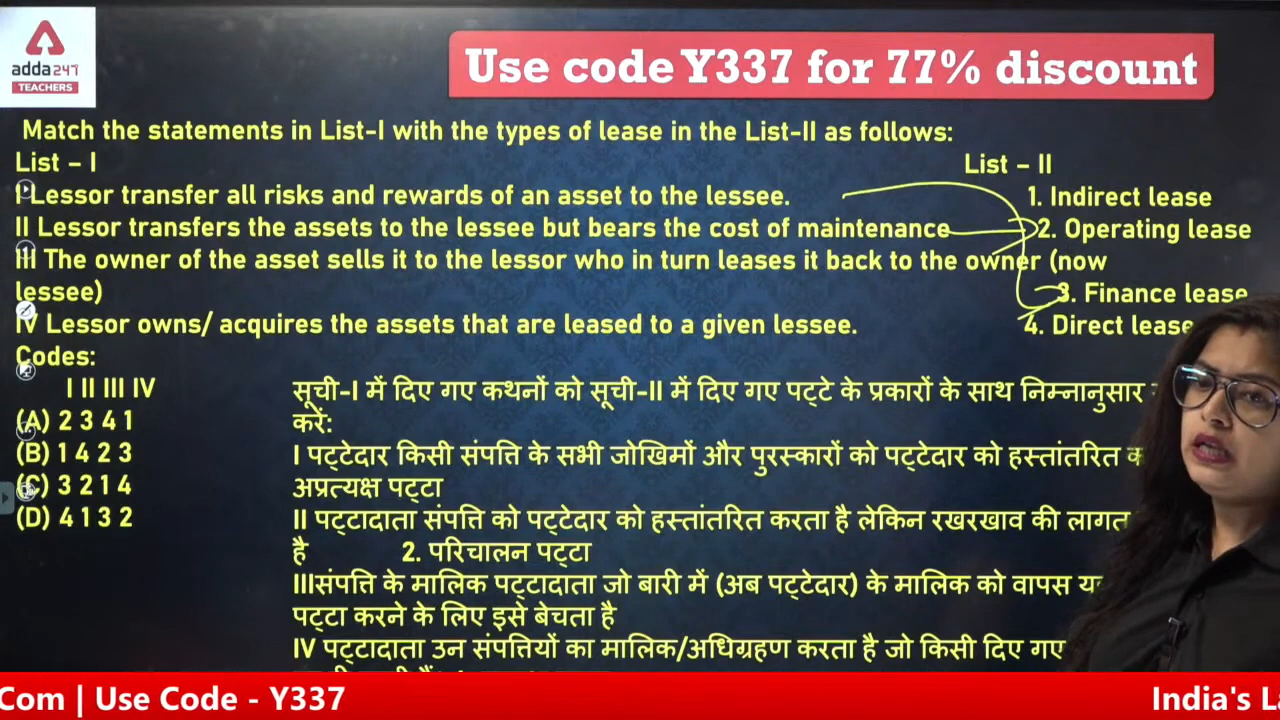 adda247
TEACHERS
Use code Y337 for 77% discount
Match the statements in List-I with the types of lease in the List-II as follows:
List – I List – II
I Lessor transfer all risks and rewards of an asset to the lessee. 1. Indirect lease
II Lessor transfers the assets to the lessee but bears the cost of maintenance 2. Operating lease
III The owner of the asset sells it to the lessor who in turn leases it back to the owner (now
lessee) 3. Finance lease
IV Lessor owns/ acquires the assets that are leased to a given lessee. 4. Direct lease
Codes:
I II III IV
(A) 2 3 4 1
(B) 1 4 2 3
(C) 3 2 1 4
(D) 4 1 3 2
सूची-I में दिए गए कथनों को सूची-II में दिए गए पट्टे के प्रकारों के साथ निम्नानुसार
करें:
I पट्टेदार किसी संपत्ति के सभी जोखिमों और पुरस्कारों को पट्टेदार को हस्तांतरित
अप्रत्यक्ष पट्टा
II पट्टादाता संपत्ति को पट्टेदार को हस्तांतरित करता है लेकिन रखरखाव की लागत
है 2. परिचालन पट्टा
IIIसंपत्ति के मालिक पट्टादाता जो बारी में (अब पट्टेदार) के मालिक को वापस
पट्टा करने के लिए इसे बेचता है
IV पट्टादाता उन संपत्तियों का मालिक/अधिग्रहण करता है जो किसी दिए गए
Com | Use Code - Y337 India's